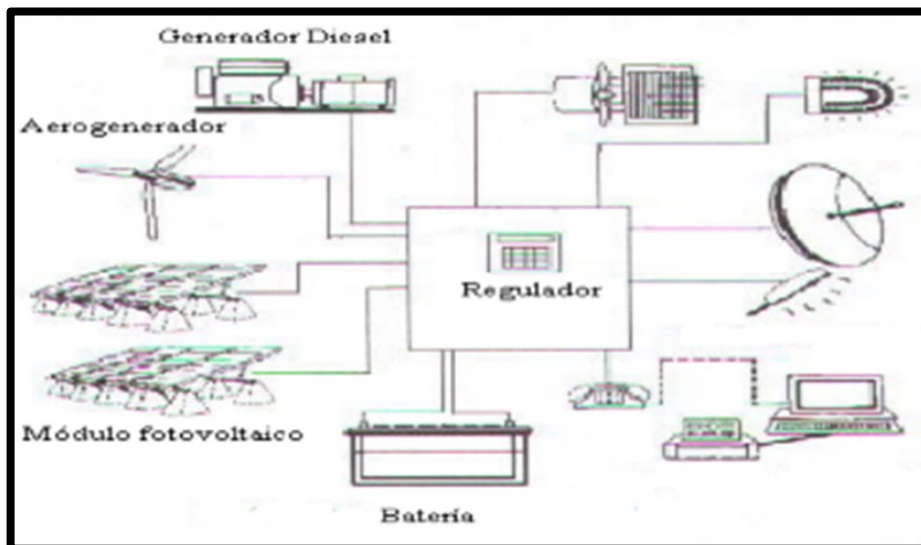 Generador Diesel
Aerogenerador
Regulador
Módulo fotovoltaico
Batería